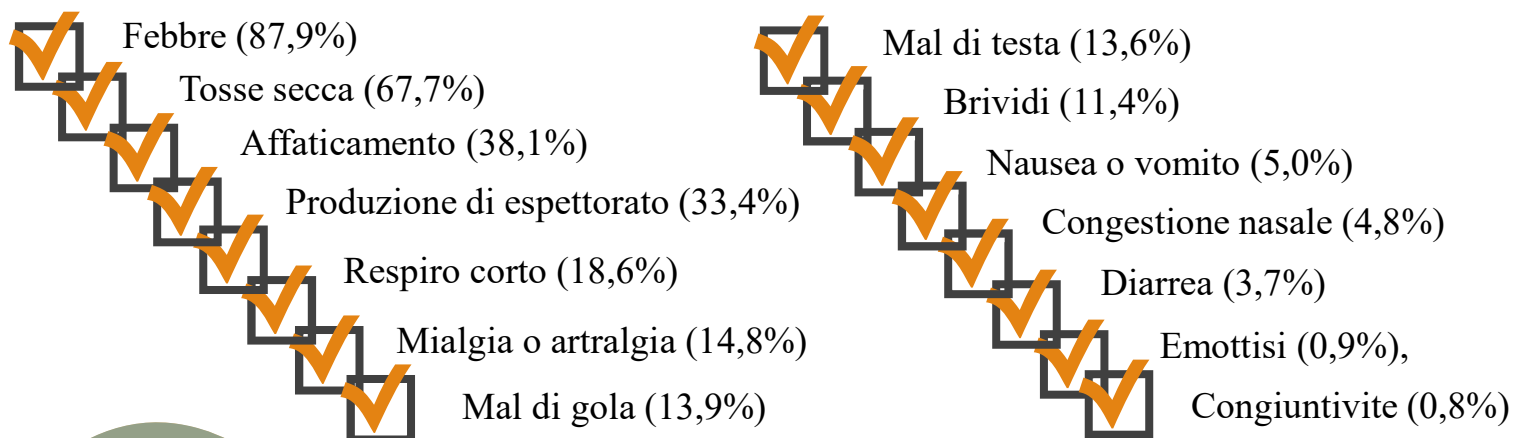 Febbre (87,9%)
Tosse secca (67,7%)
Affaticamento (38,1%)
Produzione di espettorato (33,4%)
Respiro corto (18,6%)
Mialgia o artralgia (14,8%)
Mal di gola (13,9%)
Mal di testa (13,6%)
Brividi (11,4%)
Nausea o vomito (5,0%)
Congestione nasale (4,8%)
Diarrea (3,7%)
Emottisi (0,9%),
Congiuntivite (0,8%)